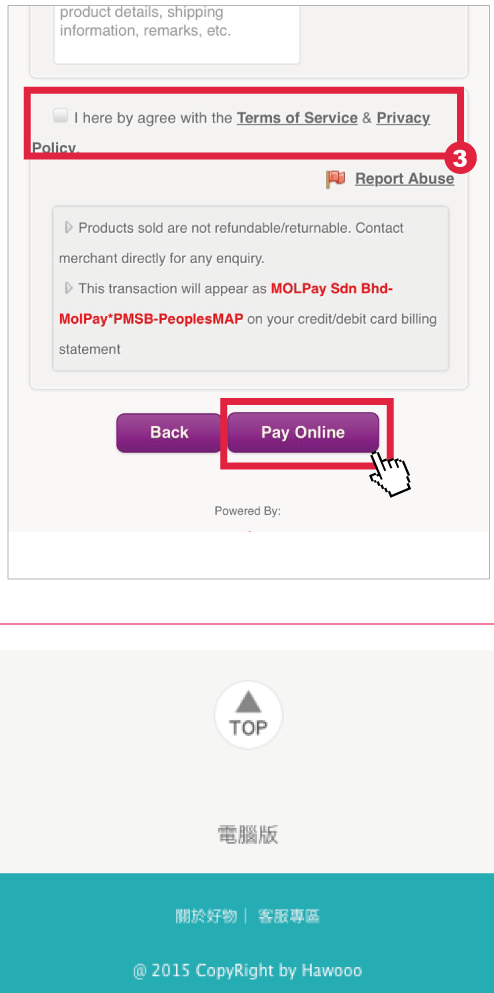 product details, shipping
information, remarks, etc.
I here by agree with the Terms of Service & Privacy
Policy.
3
Report Abuse
Products sold are not refundable/returnable. Contact
merchant directly for any enquiry.
This transaction will appear as MOLPay Sdn Bhd-
MolPay*PMSB-PeoplesMAP on your credit/debit card billing
statement
Back Pay Online
Powered By:
TOP
電腦版
關於好物｜客服專區
@ 2015 CopyRight by Hawooo